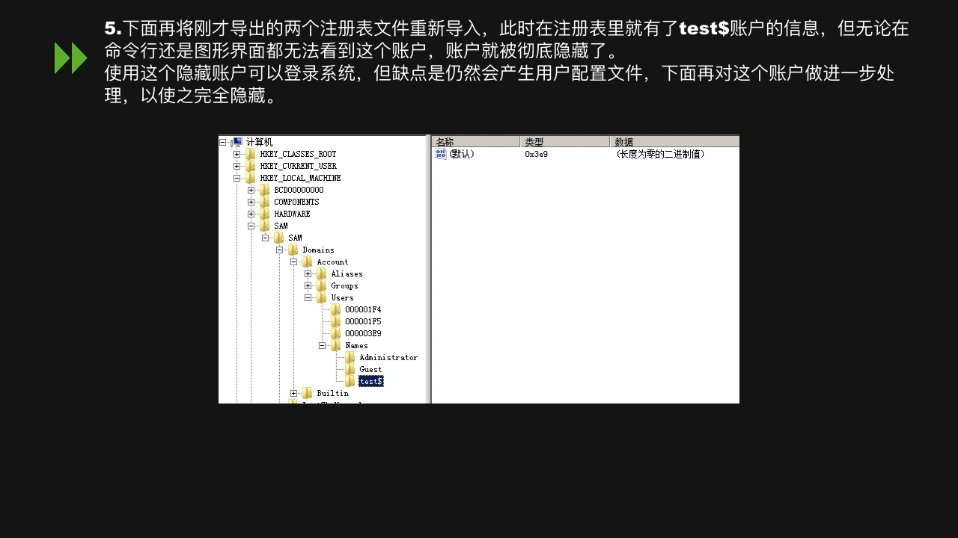 5.下面再将刚才导出的两个注册表文件重新导入，此时在注册表里就有了test$账户的信息，但无论在
命令行还是图形界面都无法看到这个账户，账户就被彻底隐藏了。
使用这个隐藏账户可以登录系统，但缺点是仍然会产生用户配置文件，下面再对这个账户做进一步处
理，以使之完全隐藏。
计算机
HKEY_CLASSES_ROOT
HKEY_CURRENT_USER
HKEY_LOCAL_MACHINE
BCD00000000
COMPONENTS
HARDWARE
SAM
SAM
Domains
Account
Aliases
Groups
Users
000001F4
000001F5
000003E9
Names
Administrator
Guest
test$
Builtin
名称 类型 数据
(默认) 0x3e9 (长度为零的二进制值)